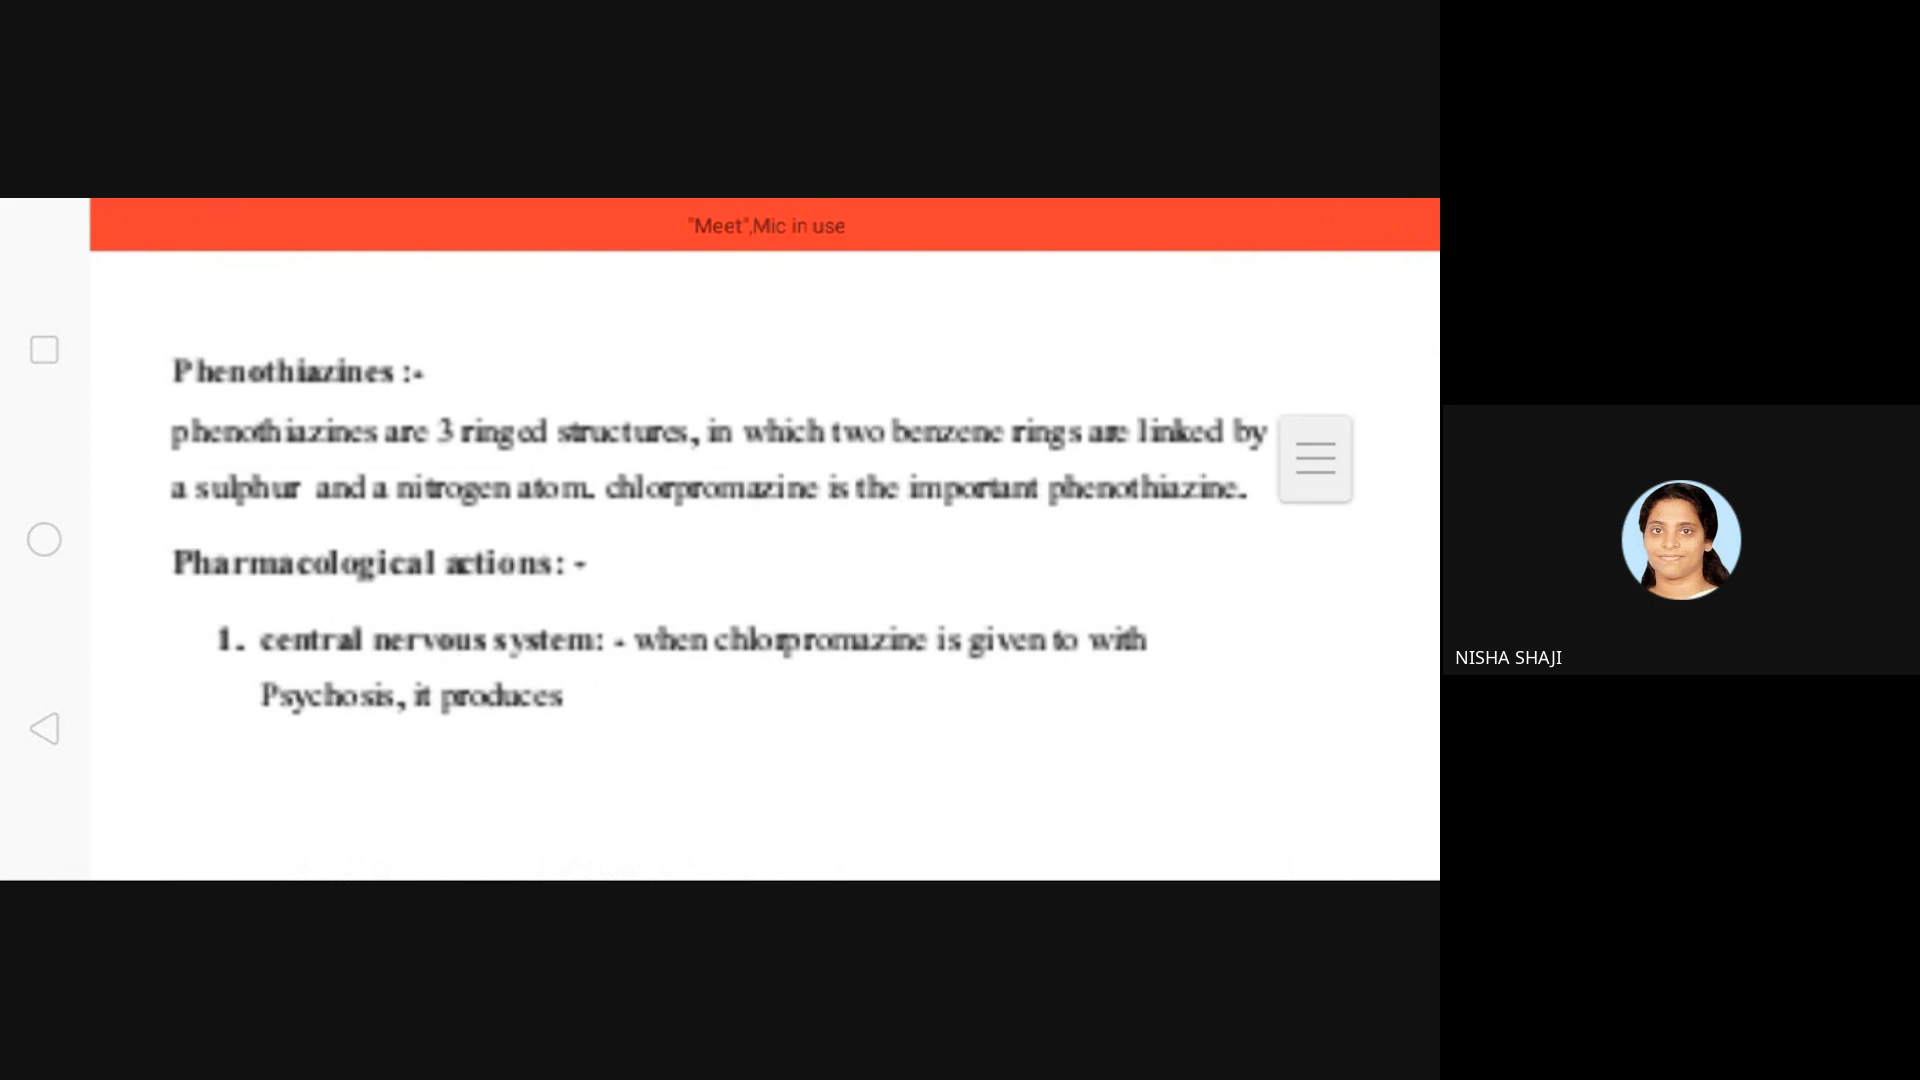 "Meet",Mic in use
Phenothiazines :-
phenothiazines are 3 ringed structures, in which two benzene rings are linked by
a sulphur and a nitrogen atom. chlorpromazine is the important phenothiazine.
Pharmacological actions: -
1. central nervous system: - when chlorpromazine is given to with
Psychosis, it produces
NISHA SHAJI